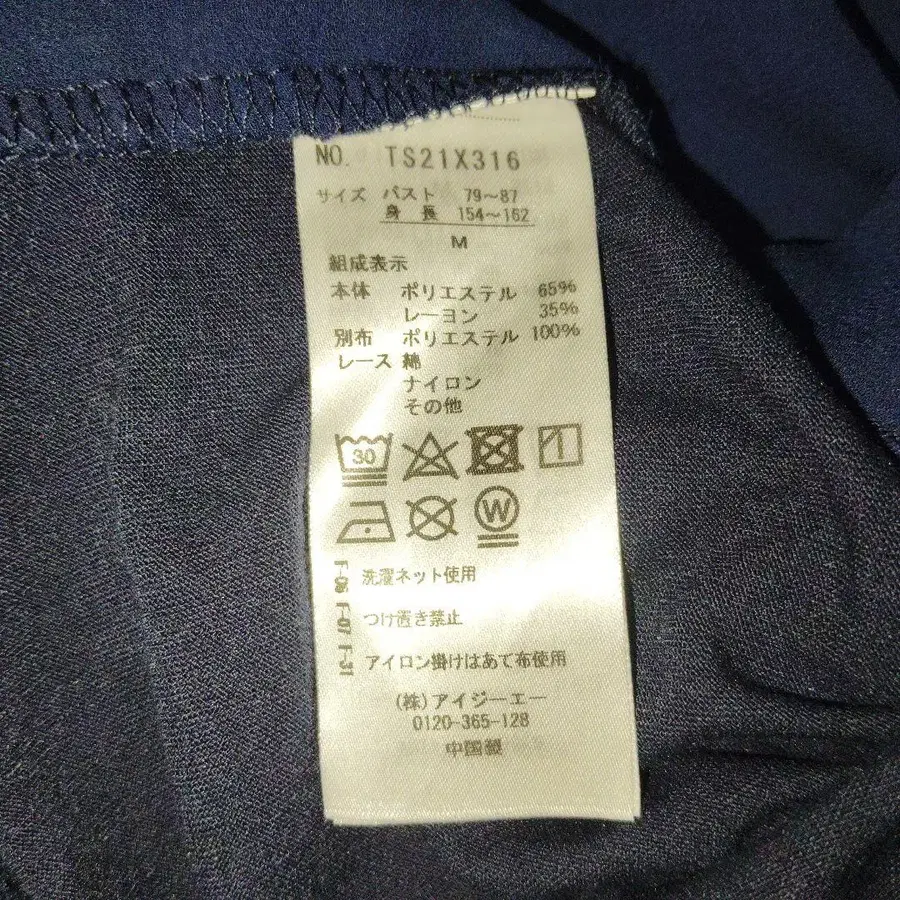 NO. TS21X316
サイズ バスト 79～87
身 長 154～162
M
組成表示
本体 ポリエステル 65%
レーヨン 35%
別布 ポリエステル 100%
レース 綿
ナイロン
その他
30
W
F-06 洗濯ネット使用
F-07 つけ置き禁止
F-31 アイロン掛けはあて布使用
(株)アイジーエー
0120-365-128
中国製